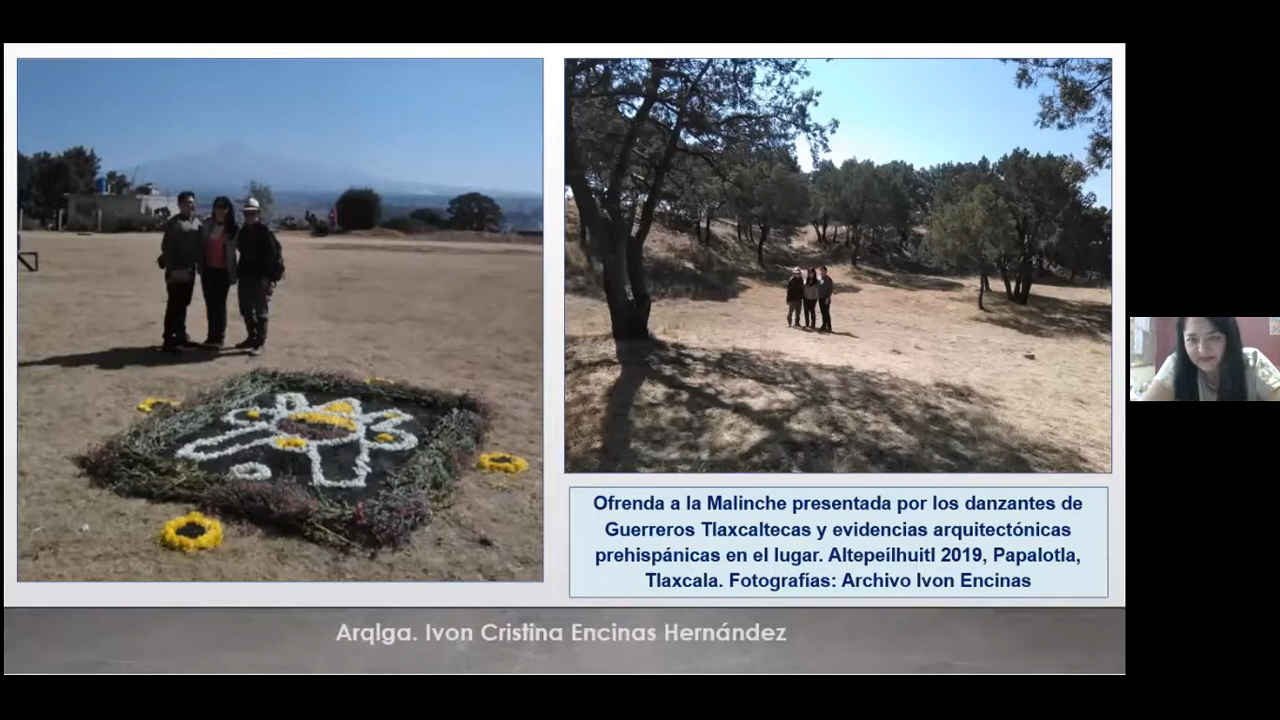 Ofrenda a la Malinche presentada por los danzantes de
Guerreros Tlaxcaltecas y evidencias arquitectónicas
prehispánicas en el lugar. Altepeilhuitl 2019, Papalotla,
Tlaxcala. Fotografías: Archivo Ivon Encinas
Arqlga. Ivon Cristina Encinas Hernández